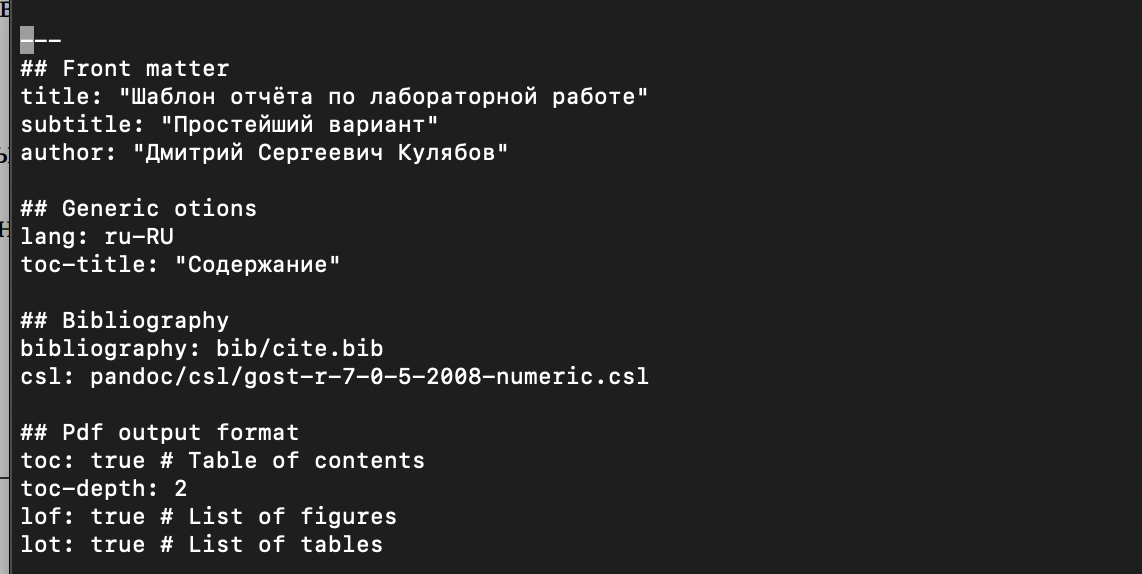 ---
## Front matter
title: "Шаблон отчёта по лабораторной работе"
subtitle: "Простейший вариант"
author: "Дмитрий Сергеевич Кулябов"
## Generic otions
lang: ru-RU
toc-title: "Содержание"
## Bibliography
bibliography: bib/cite.bib
csl: pandoc/csl/gost-r-7-0-5-2008-numeric.csl
## Pdf output format
toc: true # Table of contents
toc-depth: 2
lof: true # List of figures
lot: true # List of tables